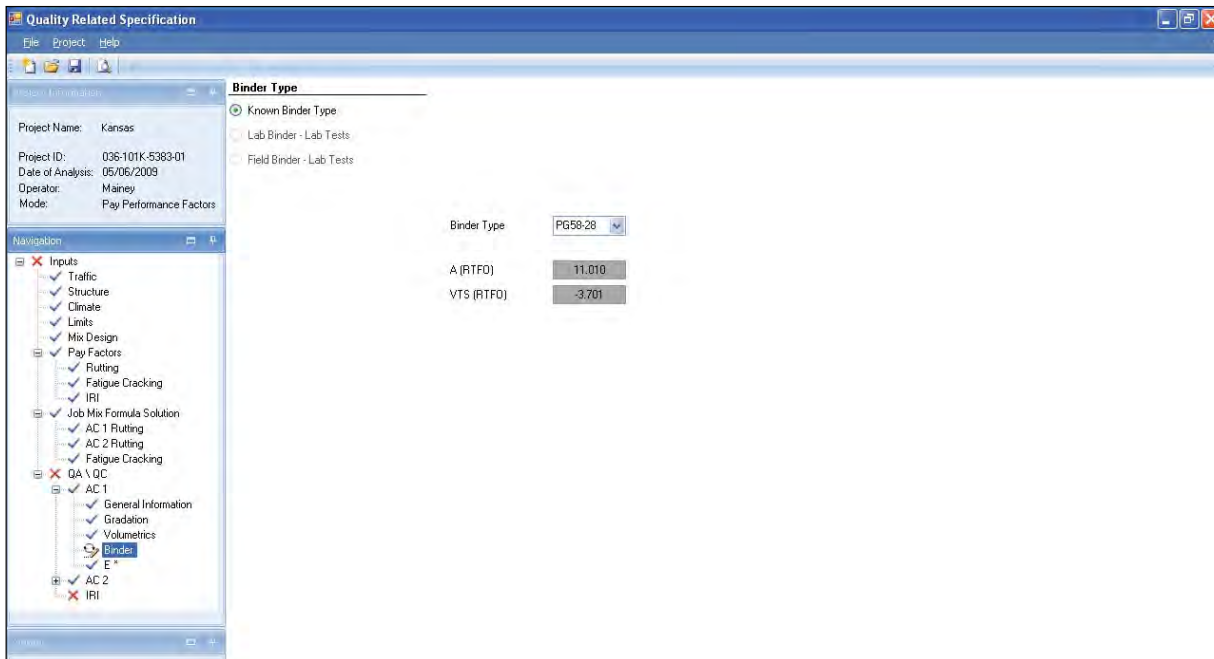 Quality Related Specification
File Project Help
Project Name: Kansas
Project ID: 036-101K-5383-01
Date of Analysis: 05/06/2009
Operator: Mainey
Mode: Pay Performance Factors
Navigation
Inputs
Traffic
Structure
Climate
Limits
Mix Design
Pay Factors
Rutting
Fatigue Cracking
IRI
Job Mix Formula Solution
AC 1 Rutting
AC 2 Rutting
Fatigue Cracking
QA \ QC
AC 1
General Information
Gradation
Volumetrics
Binder
E *
AC 2
IRI
Binder Type
Known Binder Type
Lab Binder - Lab Tests
Field Binder - Lab Tests
Binder Type PG58-28
A (RTFO) 11.010
VTS (RTFO) -3.701